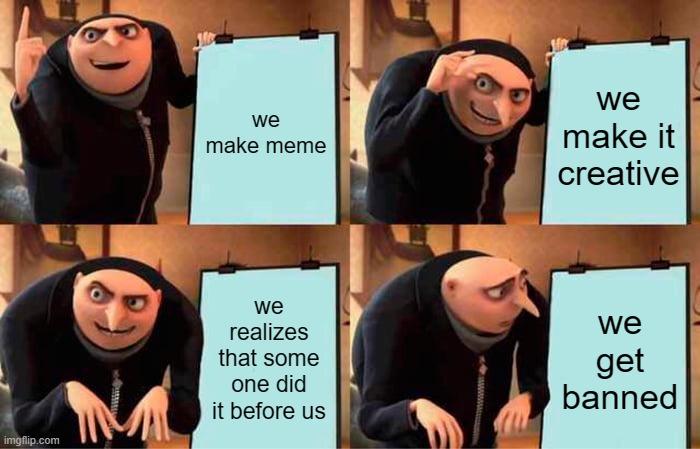 we
make meme
we
make it
creative
we
realizes
that some
one did
it before us
we
get
banned
imgflip.com